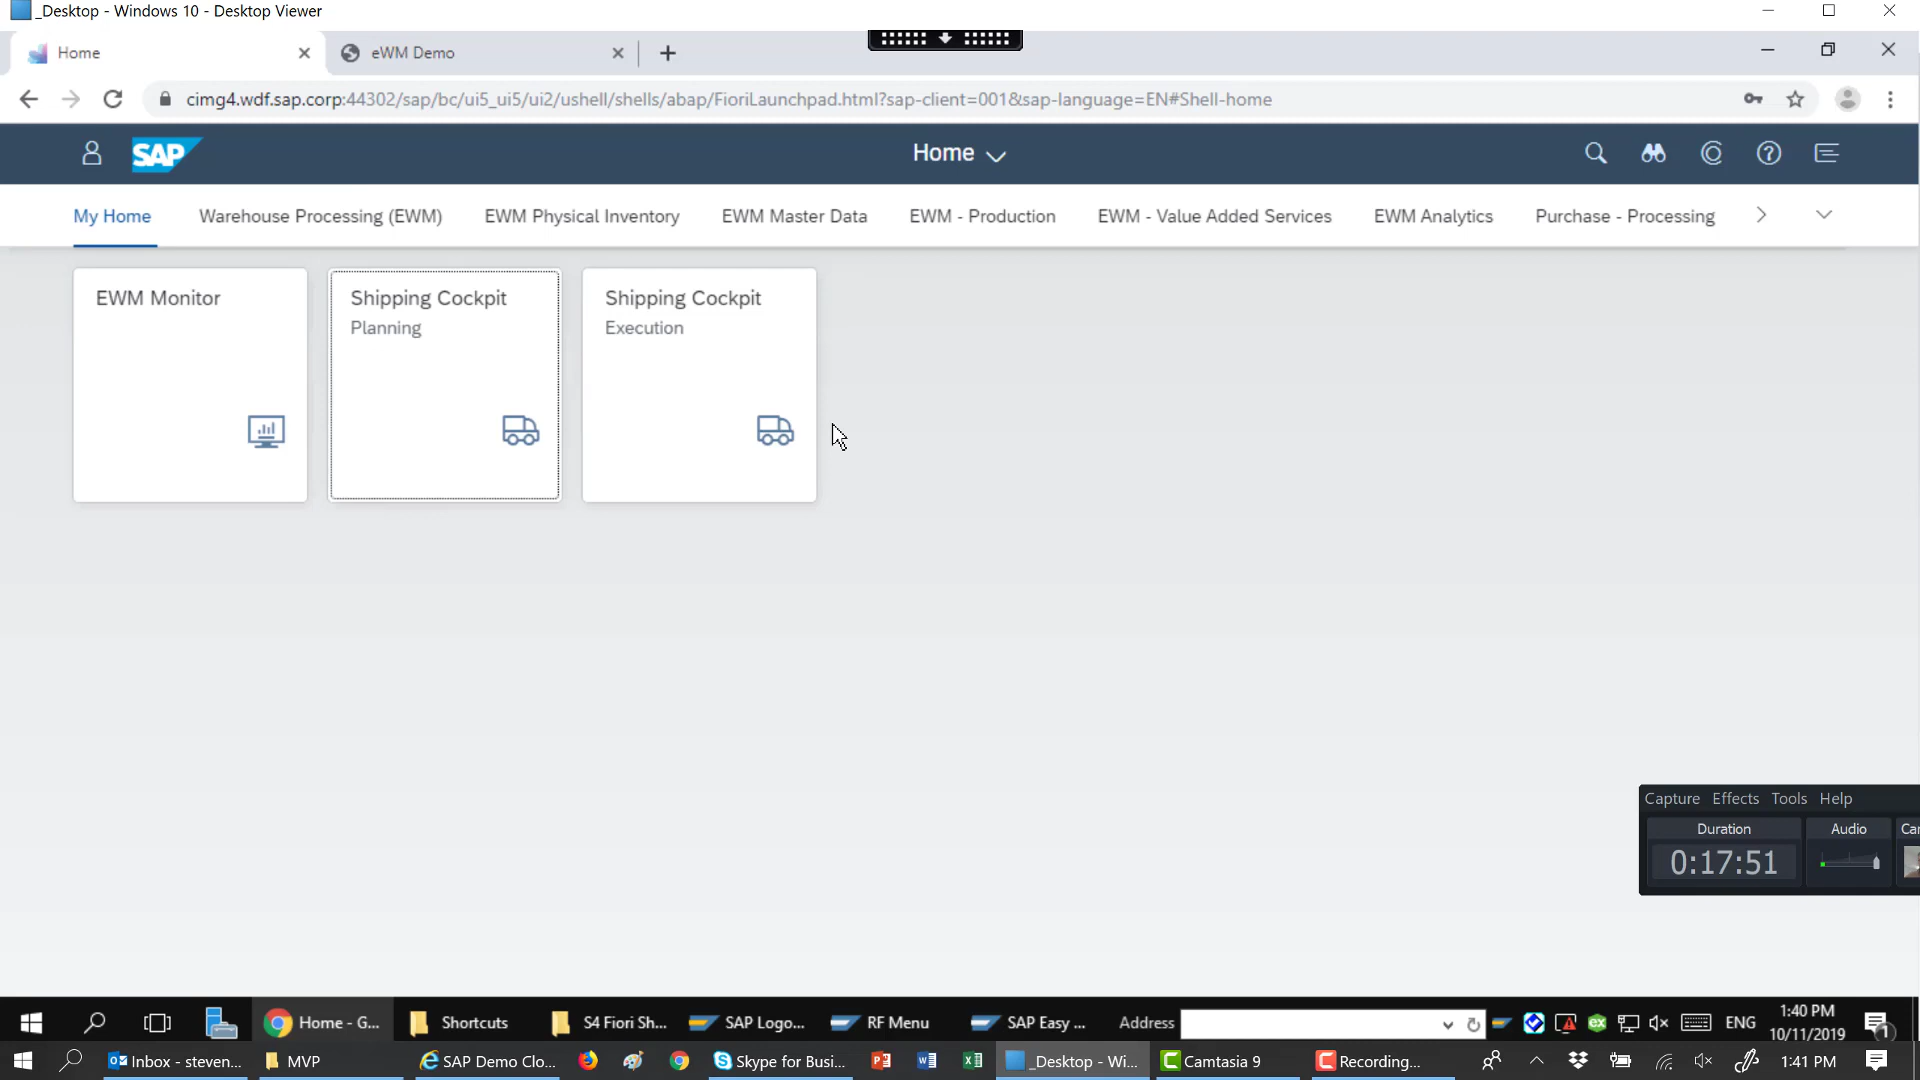 _Desktop - Windows 10 - Desktop Viewer
Home
eWM Demo
cimg4.wdf.sap.corp:44302/sap/bc/ui5_ui5/ui2/ushell/shells/abap/FioriLaunchpad.html?sap-client=001&sap-language=EN#Shell-home
SAP
Home
My Home
Warehouse Processing (EWM)
EWM Physical Inventory
EWM Master Data
EWM - Production
EWM - Value Added Services
EWM Analytics
Purchase - Processing
EWM Monitor
Shipping Cockpit
Planning
Shipping Cockpit
Execution
Capture Effects Tools Help
Duration
Audio
Car
0:17:51
Home - G...
Shortcuts
S4 Fiori Sh...
SAP Logo...
RF Menu
SAP Easy ...
Address
ex
ENG
1:40 PM
10/11/2019
1
Inbox - steven...
MVP
SAP Demo Clo...
Skype for Busi...
_Desktop - Wi...
Camtasia 9
Recording...
1:41 PM